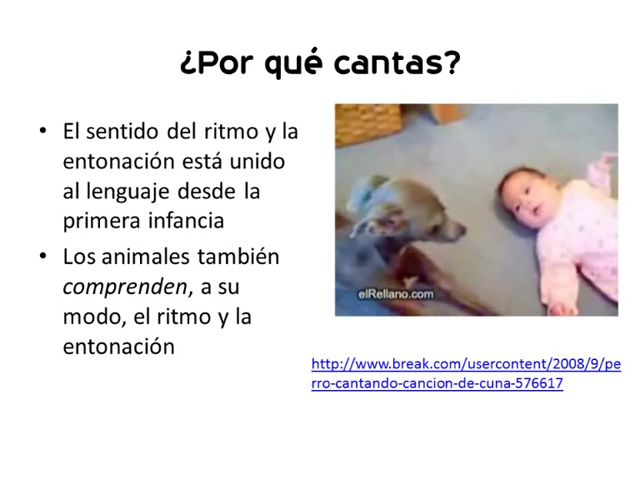 ¿Por qué cantas?
• El sentido del ritmo y la
entonación está unido
al lenguaje desde la
primera infancia
• Los animales también
comprenden, a su
modo, el ritmo y la
entonación
elRellano.com
http://www.break.com/usercontent/2008/9/pe
rro-cantando-cancion-de-cuna-576617